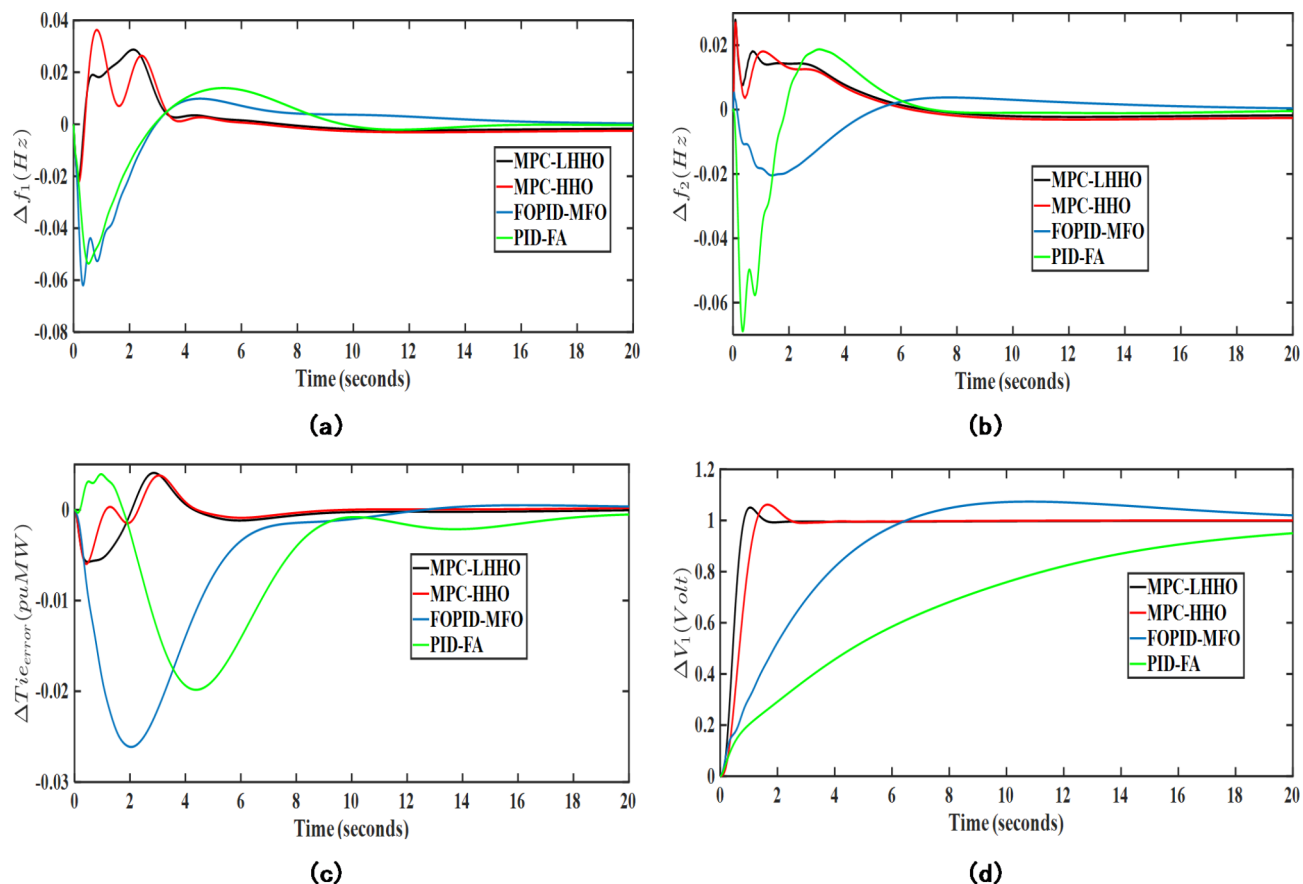 0.04
0.02
0
-0.02
-0.04
-0.06
-0.08
Δf₁(Hz)
MPC-LHHO
MPC-HHO
FOPID-MFO
PID-FA
0 2 4 6 8 10 12 14 16 18 20
Time (seconds)
(a)
0.02
0
-0.02
-0.04
-0.06
Δf₂(Hz)
MPC-LHHO
MPC-HHO
FOPID-MFO
PID-FA
0 2 4 6 8 10 12 14 16 18 20
Time (seconds)
(b)
0
-0.01
-0.02
-0.03
ΔTie_error(puMW)
MPC-LHHO
MPC-HHO
FOPID-MFO
PID-FA
0 2 4 6 8 10 12 14 16 18 20
Time (seconds)
(c)
1.2
1.0
0.8
0.6
0.4
0.2
0
ΔV₁(Volt)
MPC-LHHO
MPC-HHO
FOPID-MFO
PID-FA
0 2 4 6 8 10 12 14 16 18 20
Time (seconds)
(d)